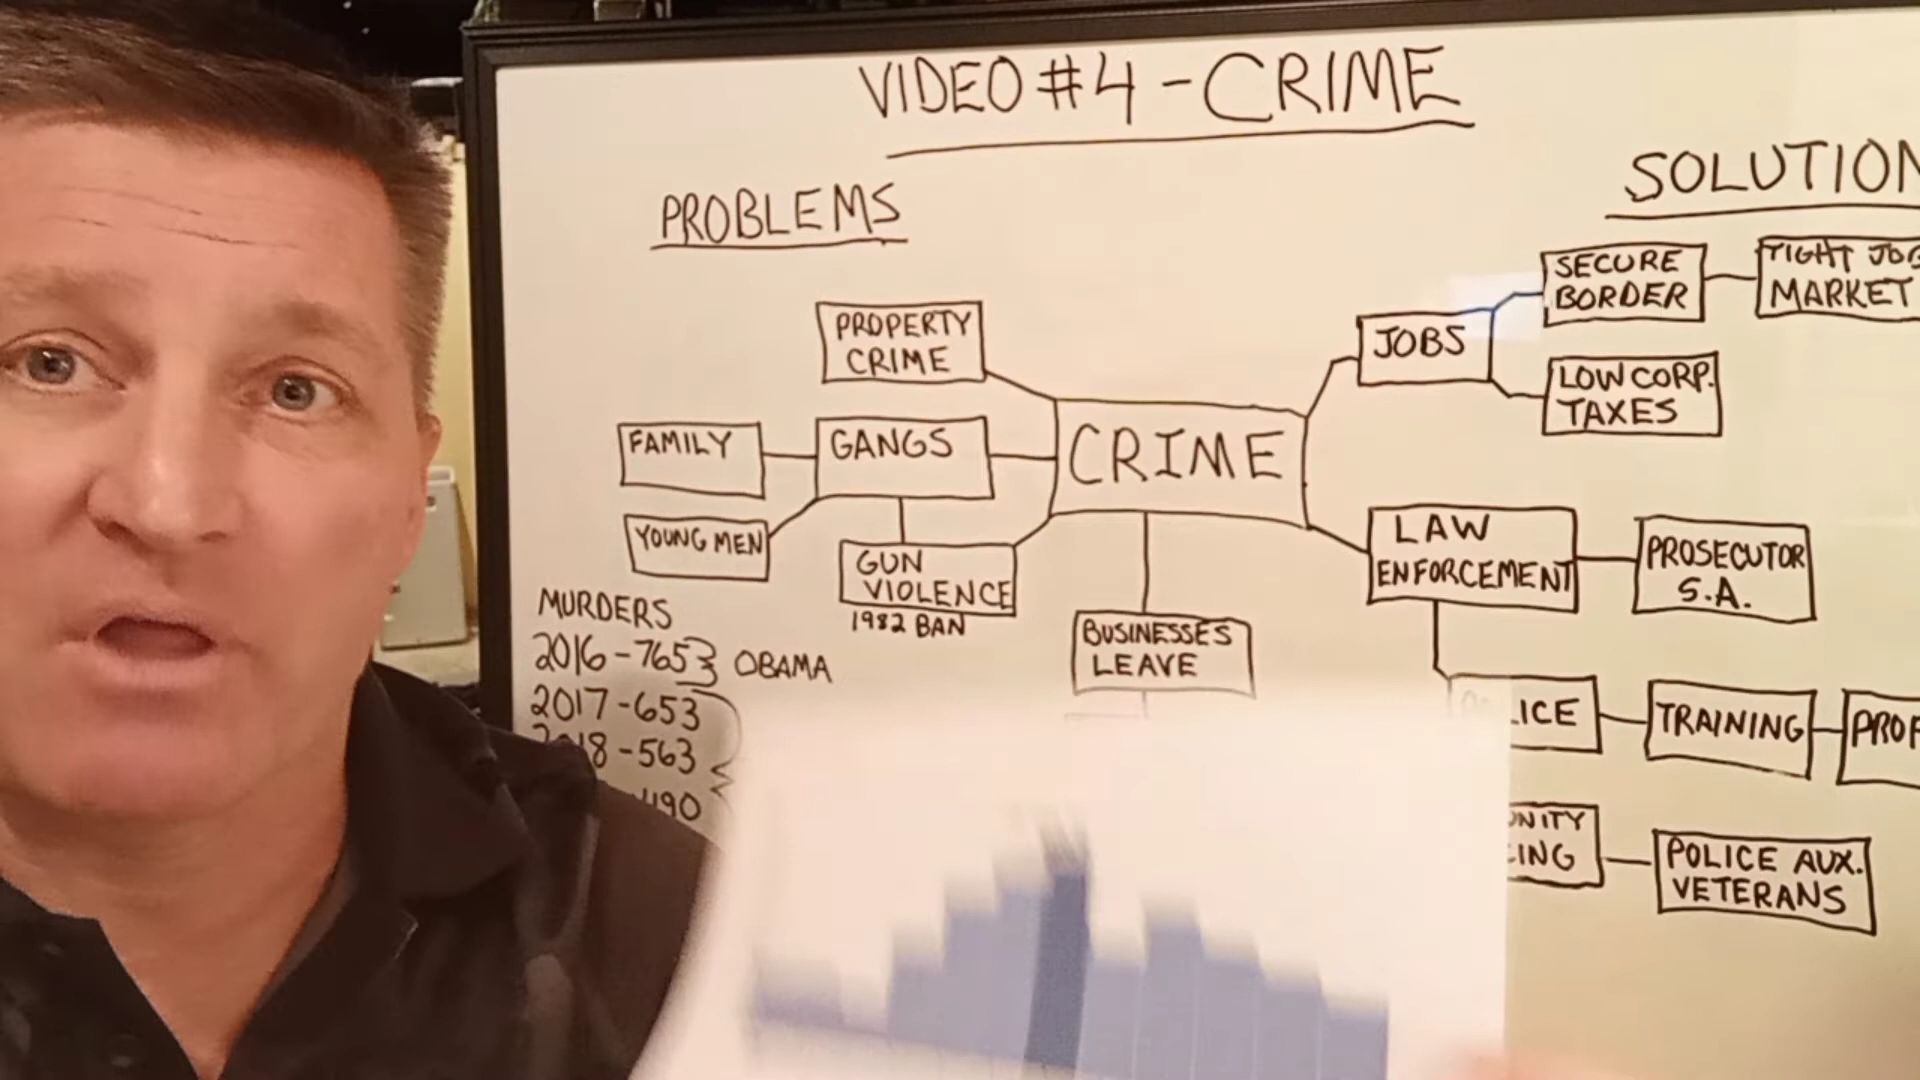 VIDEO #4 - CRIME
PROBLEMS
SOLUTION
PROPERTY
CRIME
FAMILY
GANGS
YOUNG MEN
GUN
VIOLENCE
1982 BAN
CRIME
BUSINESSES
LEAVE
JOBS
SECURE
BORDER
TIGHT JOB
MARKET
LOW CORP.
TAXES
LAW
ENFORCEMENT
PROSECUTOR
S.A.
TRAINING
POLICE AUX.
VETERANS
MURDERS
2016 - 765 OBAMA
2017 - 653